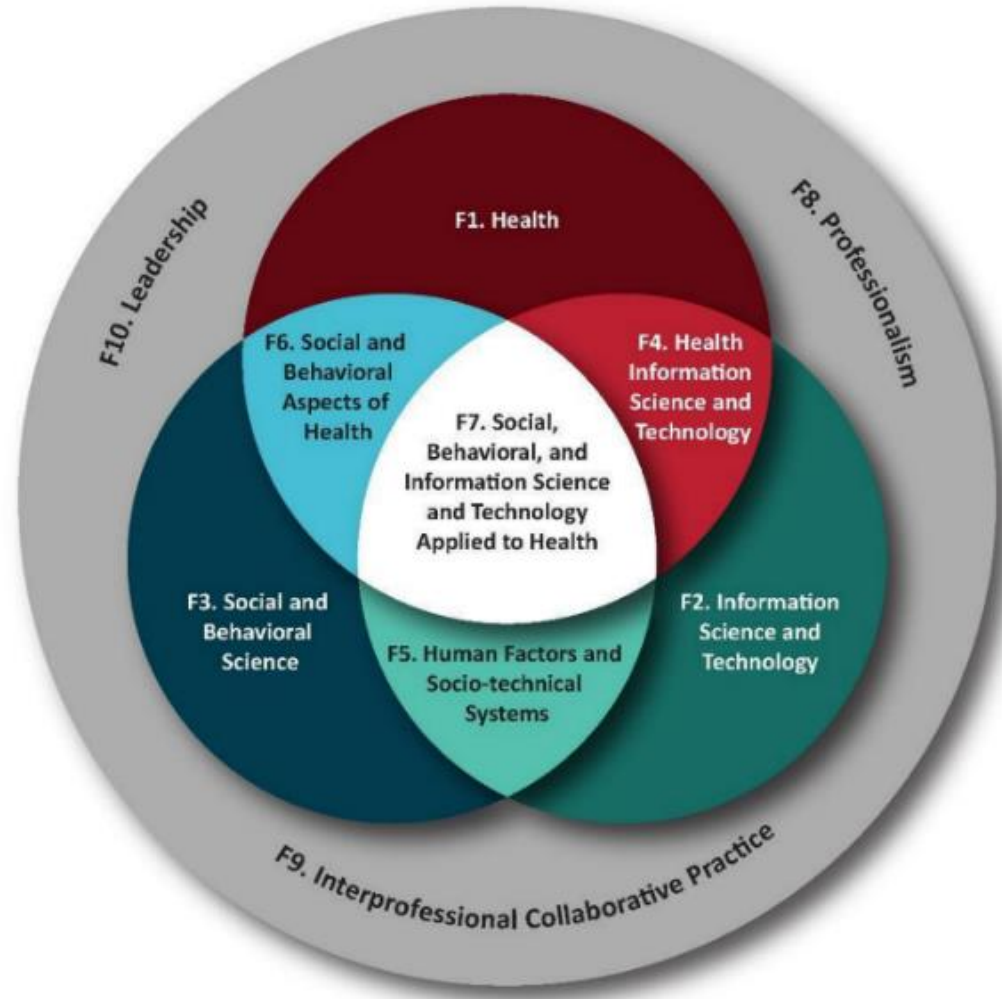 F10. Leadership
F8. Professionalism
F1. Health
F6. Social and
Behavioral
Aspects of
Health
F4. Health
Information
Science and
Technology
F7. Social,
Behavioral, and
Information Science
and Technology
Applied to Health
F3. Social and
Behavioral
Science
F2. Information
Science and
Technology
F5. Human Factors and
Socio-technical
Systems
F9. Interprofessional Collaborative Practice